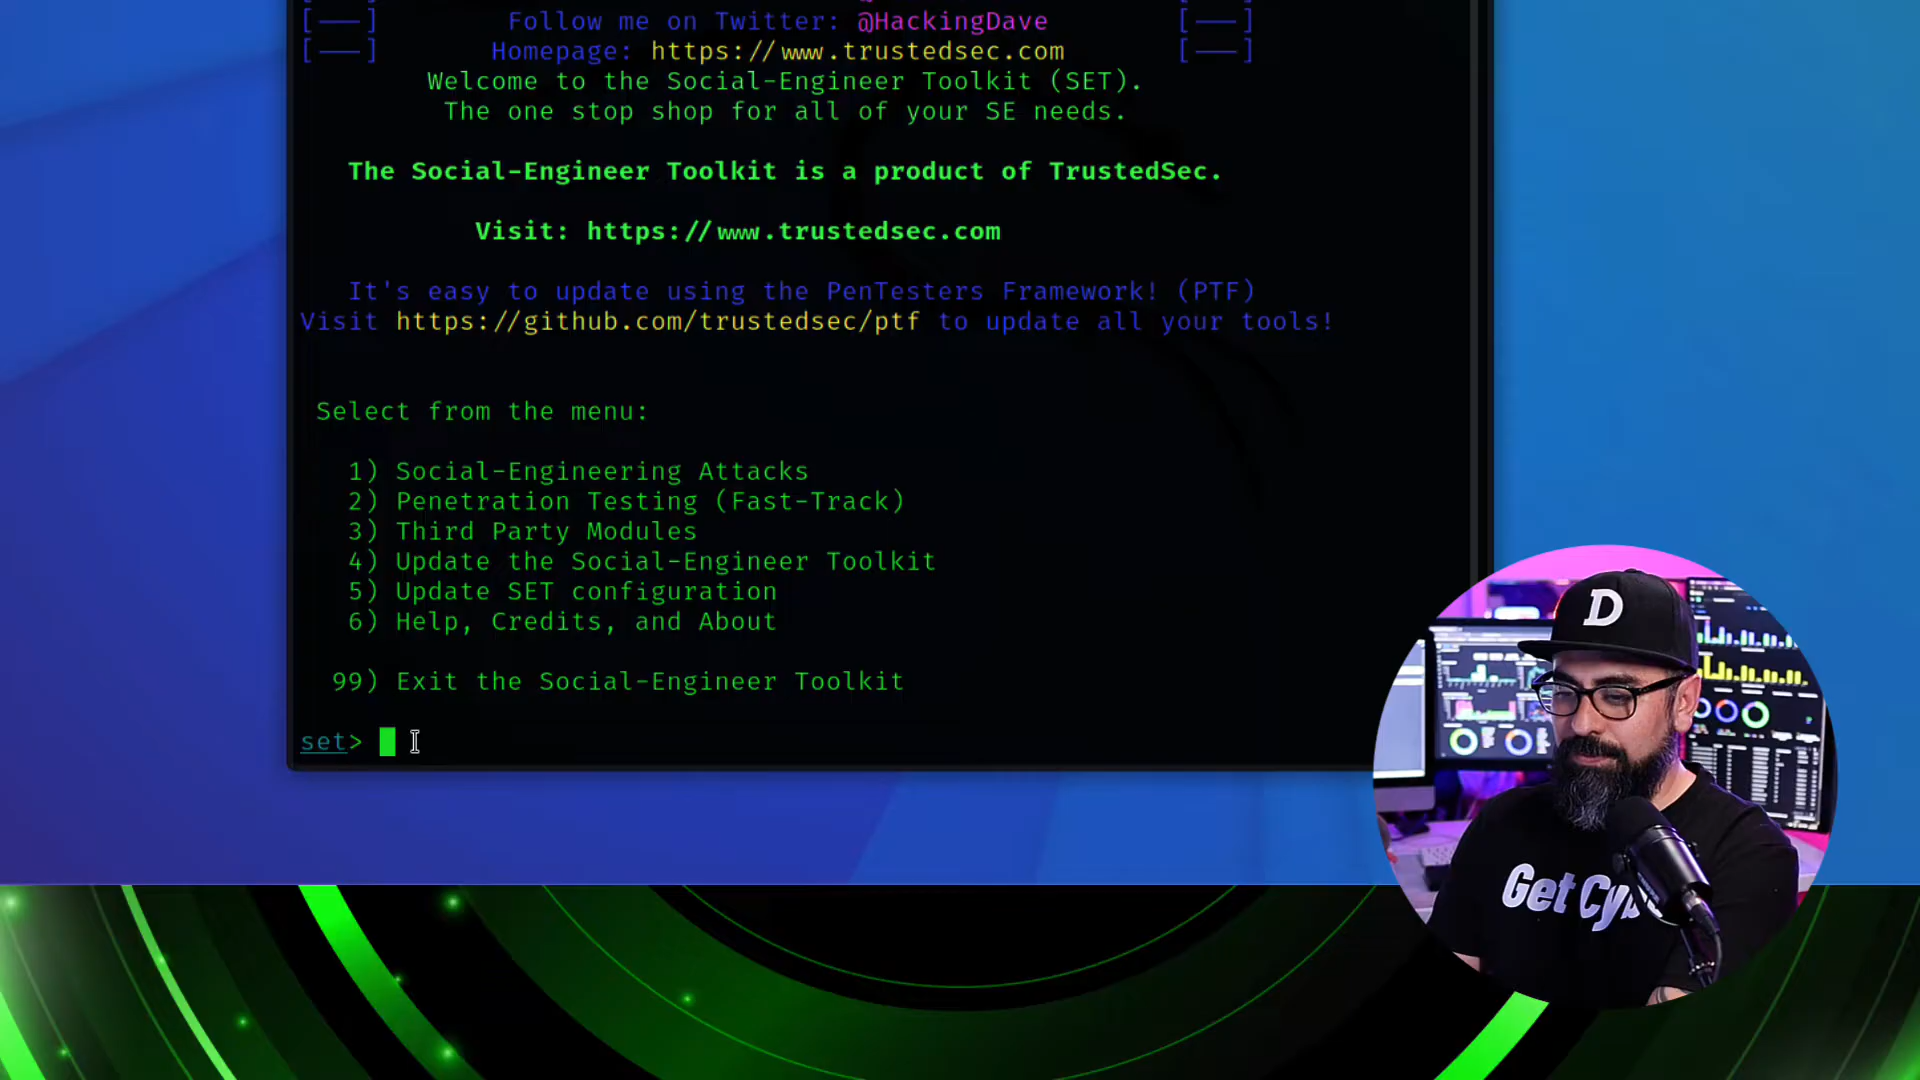 [---] Follow me on Twitter: @HackingDave [---]
[---] Homepage: https://www.trustedsec.com [---]
Welcome to the Social-Engineer Toolkit (SET).
The one stop shop for all of your SE needs.
The Social-Engineer Toolkit is a product of TrustedSec.
Visit: https://www.trustedsec.com
It's easy to update using the PenTesters Framework! (PTF)
Visit https://github.com/trustedsec/ptf to update all your tools!
Select from the menu:
1) Social-Engineering Attacks
2) Penetration Testing (Fast-Track)
3) Third Party Modules
4) Update the Social-Engineer Toolkit
5) Update SET configuration
6) Help, Credits, and About
99) Exit the Social-Engineer Toolkit
set>
D
Get Cyb